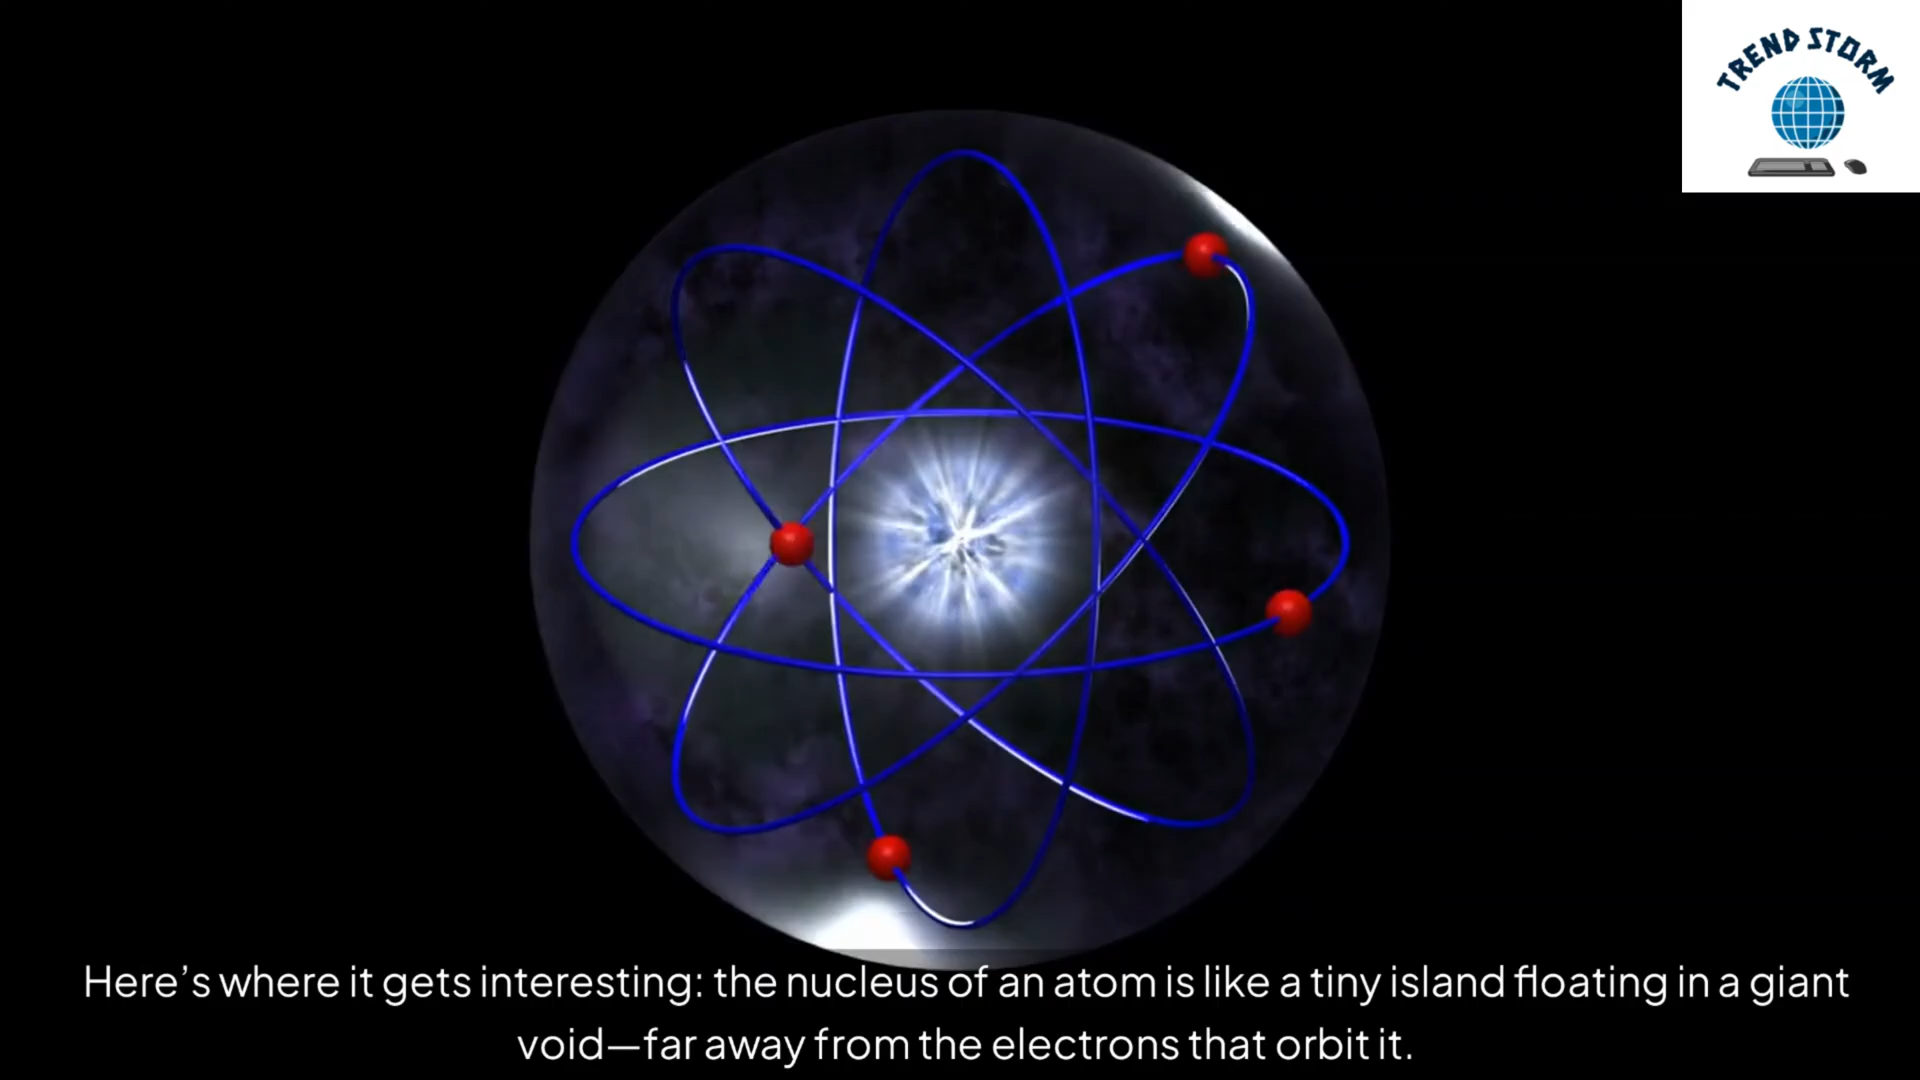 TREND STORM
Here’s where it gets interesting: the nucleus of an atom is like a tiny island floating in a giant
void—far away from the electrons that orbit it.